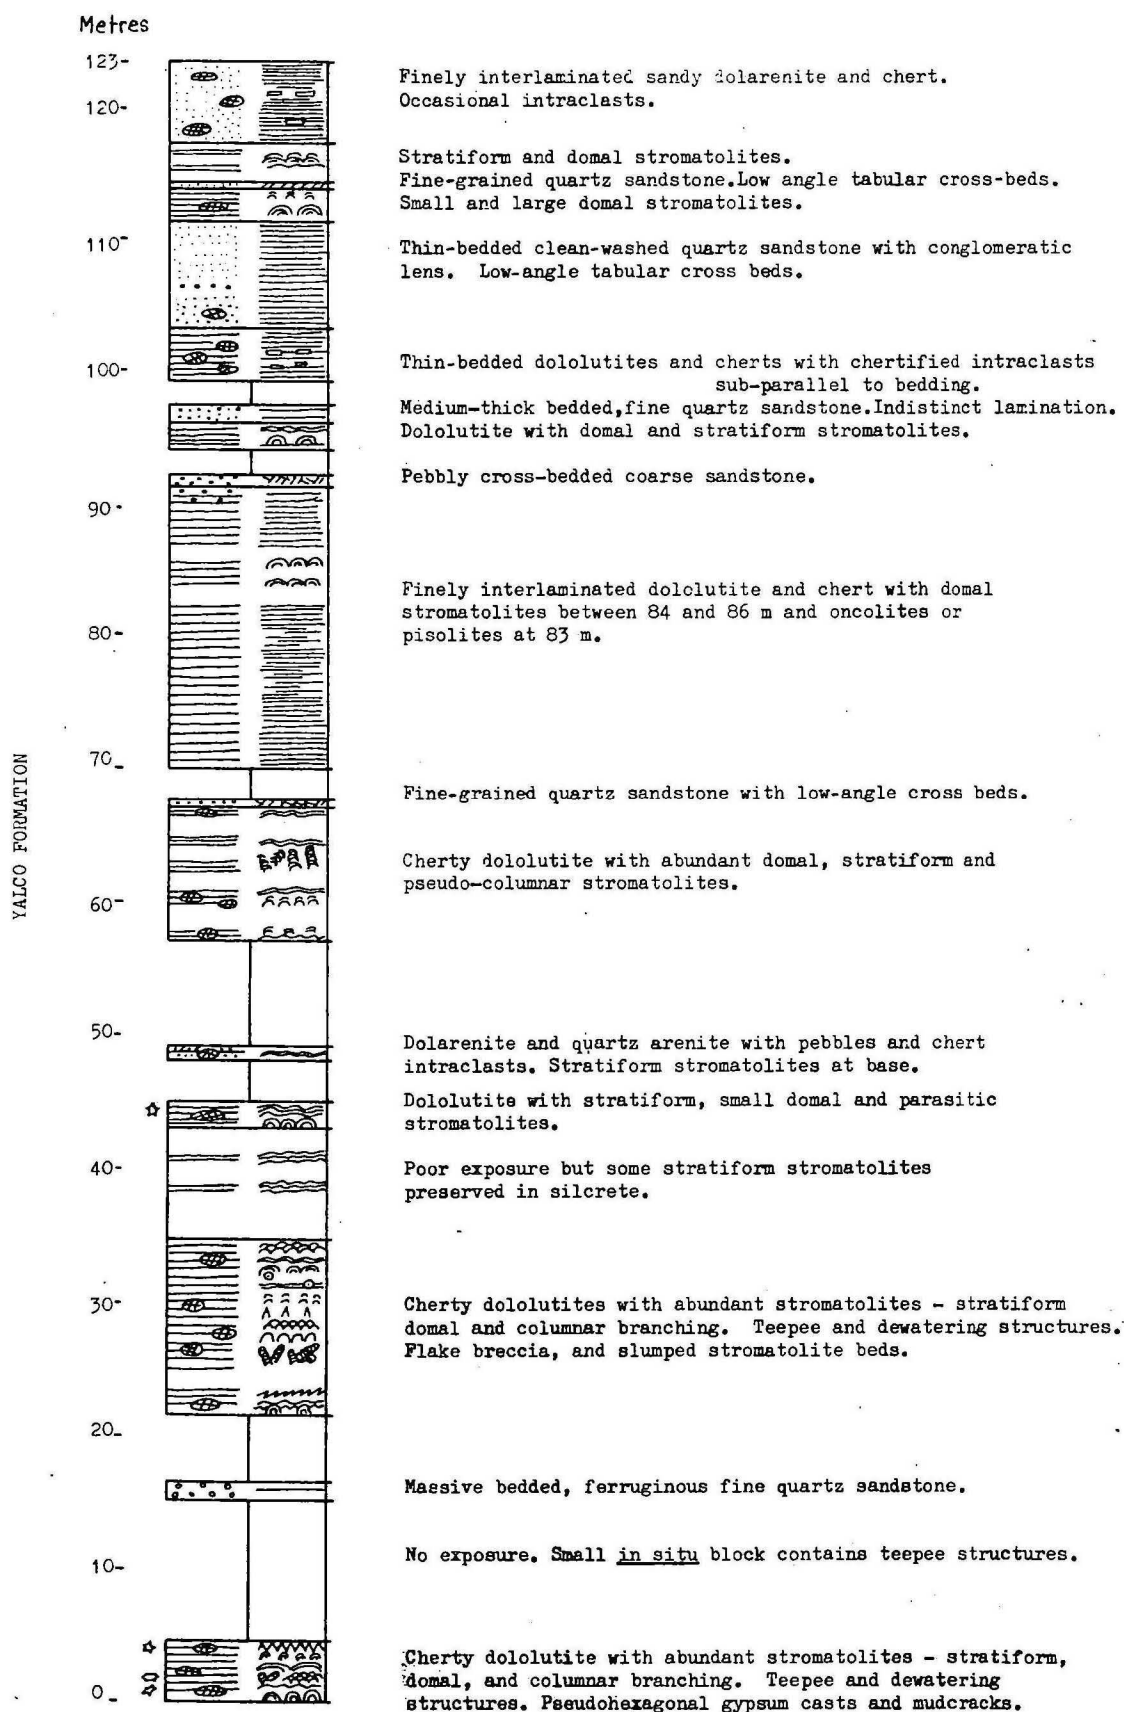 Metres
123-
Finely interlaminated sandy dolarenite and chert.
120-
Occasional intraclasts.
Stratiform and domal stromatolites.
Fine-grained quartz sandstone.Low angle tabular cross-beds.
Small and large domal stromatolites.
110-
Thin-bedded clean-washed quartz sandstone with conglomeratic
lens. Low-angle tabular cross beds.
100-
Thin-bedded dololutites and cherts with chertified intraclasts
sub-parallel to bedding.
Medium-thick bedded,fine quartz sandstone.Indistinct lamination.
Dololutite with domal and stratiform stromatolites.
Pebbly cross-bedded coarse sandstone.
90-
Finely interlaminated dololutite and chert with domal
stromatolites between 84 and 86 m and oncolites or
80-
pisolites at 83 m.
70-
YALCO FORMATION
Fine-grained quartz sandstone with low-angle cross beds.
Cherty dololutite with abundant domal, stratiform and
pseudo-columnar stromatolites.
60-
50-
Dolarenite and quartz arenite with pebbles and chert
intraclasts. Stratiform stromatolites at base.
Dololutite with stratiform, small domal and parasitic
stromatolites.
40-
Poor exposure but some stratiform stromatolites
preserved in silcrete.
30-
Cherty dololutites with abundant stromatolites - stratiform
domal and columnar branching. Teepee and dewatering structures.
Flake breccia, and slumped stromatolite beds.
20-
Massive bedded, ferruginous fine quartz sandstone.
10-
No exposure. Small in situ block contains teepee structures.
Cherty dololutite with abundant stromatolites - stratiform,
domal, and columnar branching. Teepee and dewatering
0-
structures. Pseudohexagonal gypsum casts and mudcracks.